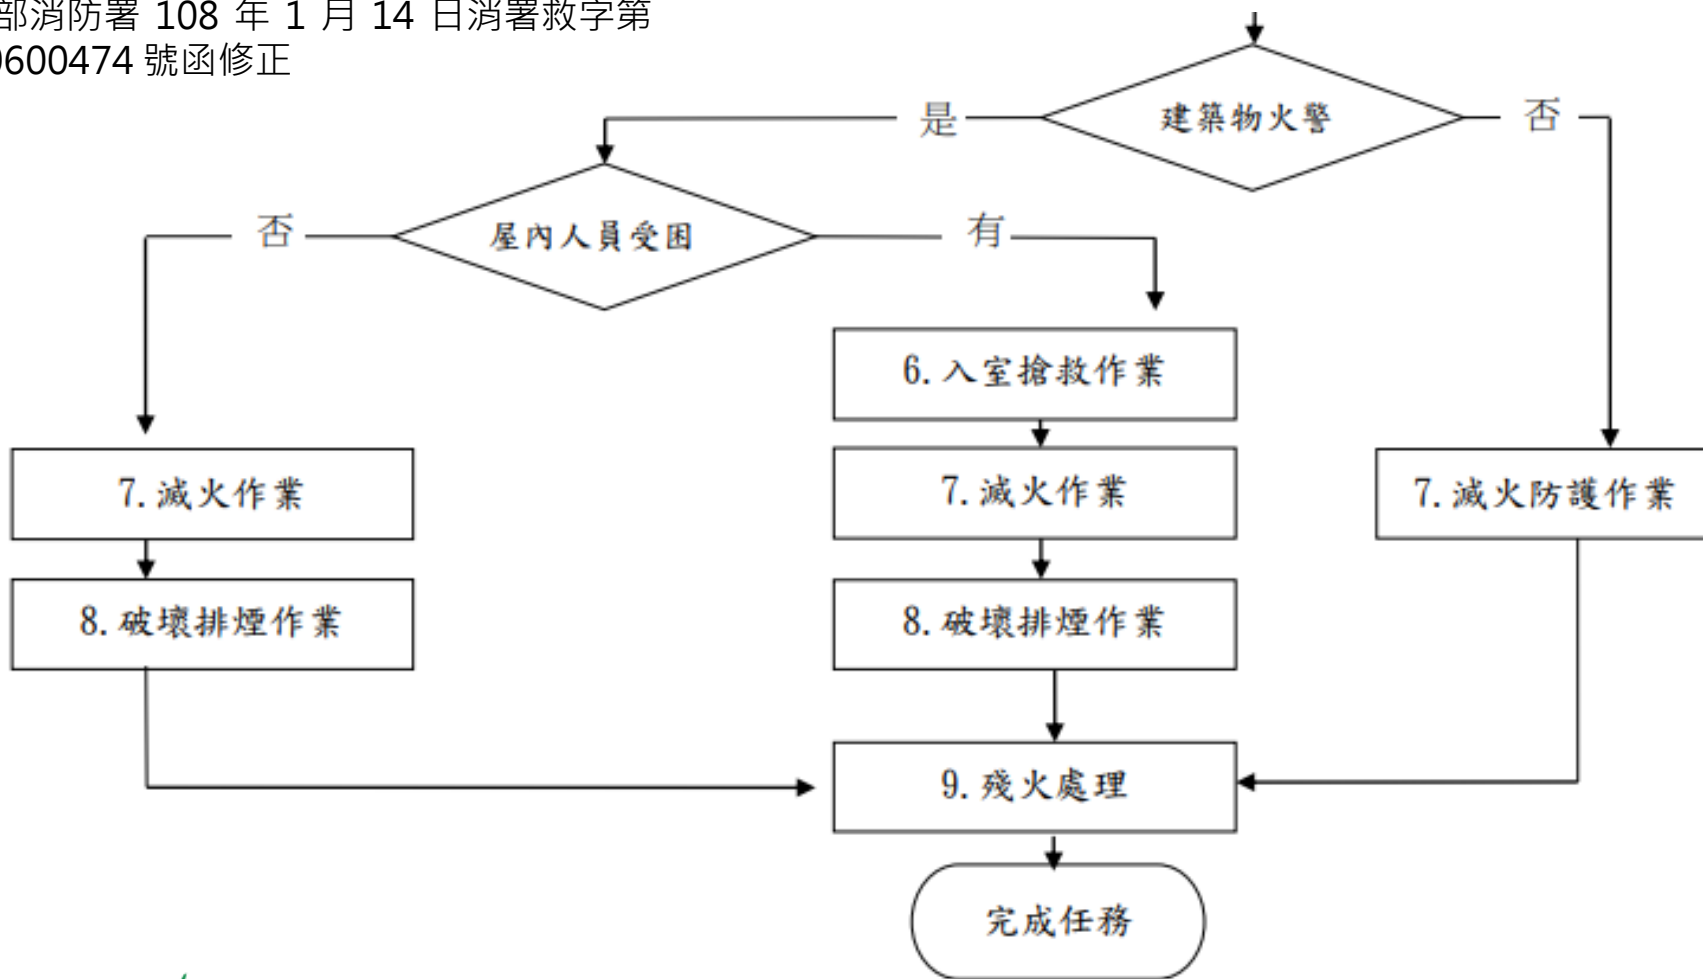 部消防署 108 年 1 月 14 日消署救字第
0600474 號函修正
建築物火警
是
否
屋內人員受困
否
有
6.入室搶救作業
7.滅火作業
7.滅火作業
7.滅火防護作業
8.破壞排煙作業
8.破壞排煙作業
9.殘火處理
完成任務